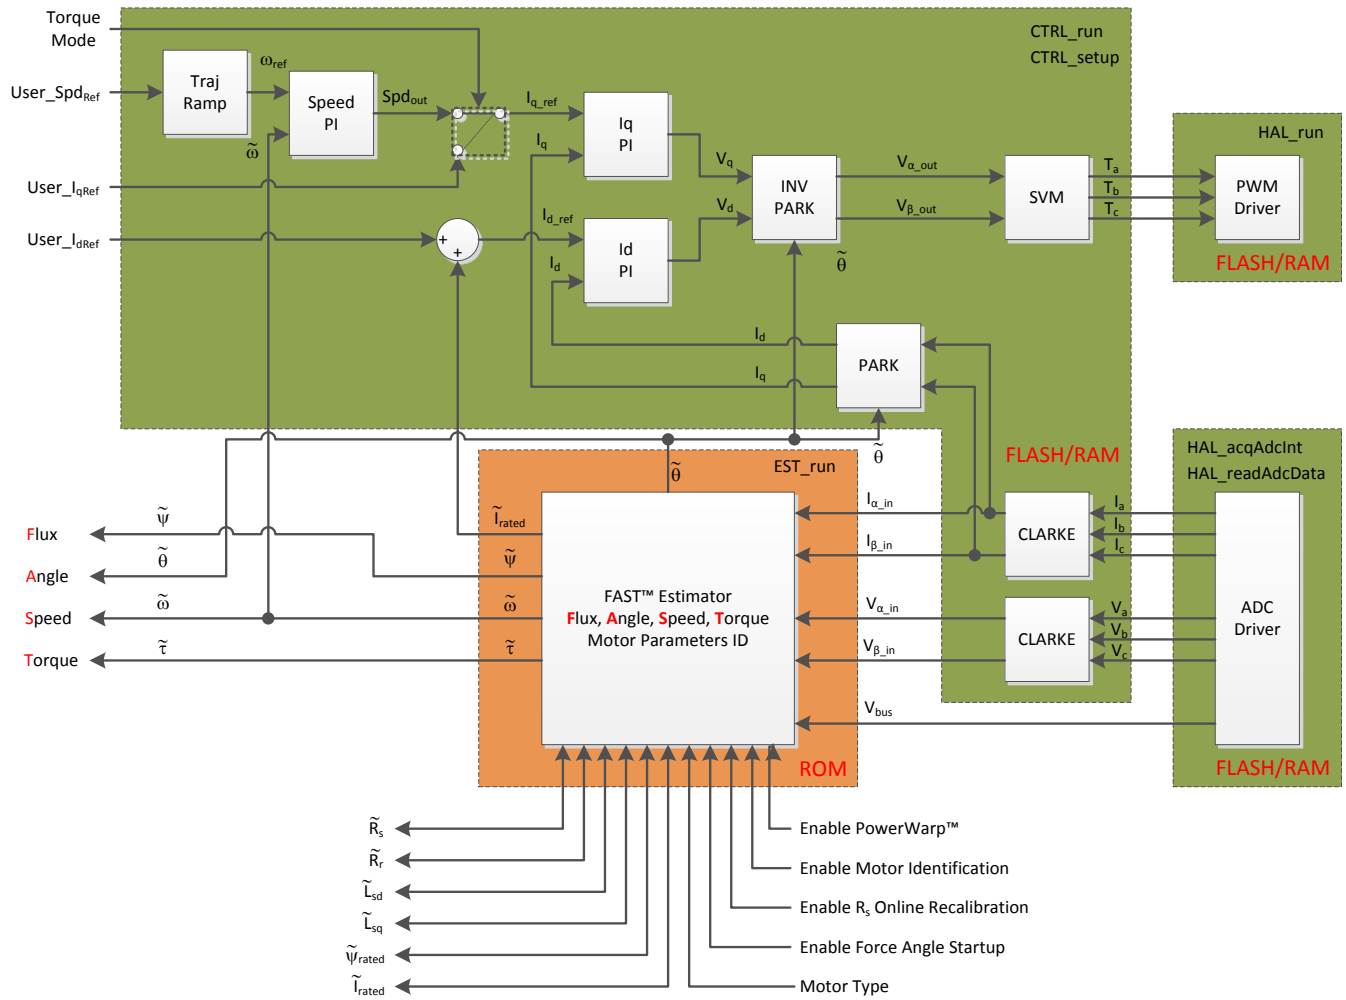 Torque
Mode
CTRL_run
CTRL_setup
User_SpdRef
Traj
Ramp
ωref
Speed
PI
ω̃
Spdout
Iq_ref
Iq
Iq
PI
Vq
Vd
INV
PARK
Vα_out
Vβ_out
SVM
Ta
Tb
Tc
HAL_run
PWM
Driver
FLASH/RAM
User_IqRef
User_IdRef
+
+
Id_ref
Id
Id
PI
θ̃
Id
Iq
PARK
θ̃
FLASH/RAM
HAL_acqAdcInt
HAL_readAdcData
EST_run
θ̃
Iα_in
Iβ_in
CLARKE
Ia
Ib
Ic
Vα_in
Vβ_in
CLARKE
Va
Vb
Vc
ADC
Driver
Vbus
FLASH/RAM
Ĩrated
ψ̃
ω̃
τ̃
FAST™ Estimator
Flux, Angle, Speed, Torque
Motor Parameters ID
ROM
Flux
ψ̃
Angle
θ̃
Speed
ω̃
Torque
τ̃
R̃s
R̃r
L̃sd
L̃sq
ψ̃rated
Ĩrated
Enable PowerWarp™
Enable Motor Identification
Enable Rs Online Recalibration
Enable Force Angle Startup
Motor Type